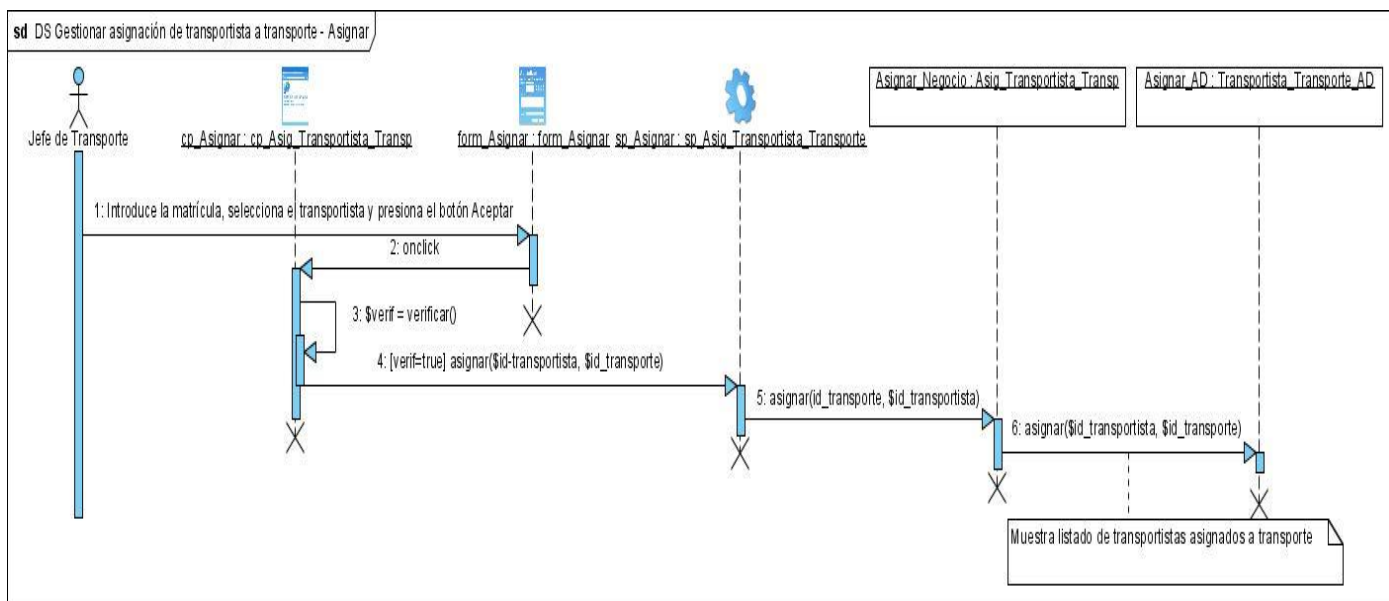 sd DS Gestionar asignación de transportista a transporte - Asignar
Jefe de Transporte
cp_Asignar : cp_Asig_Transportista_Transp
form_Asignar : form_Asignar
sp_Asignar : sp_Asig_Transportista_Transporte
Asignar_Negocio : Asig_Transportista_Transp
Asignar_AD : Transportista_Transporte_AD
1: Introduce la matrícula, selecciona el transportista y presiona el botón Aceptar
2: onclick
3: $verif = verificar()
4: [verif=true] asignar($id-transportista, $id_transporte)
5: asignar(id_transporte, $id_transportista)
6: asignar($id_transportista, $id_transporte)
Muestra listado de transportistas asignados a transporte